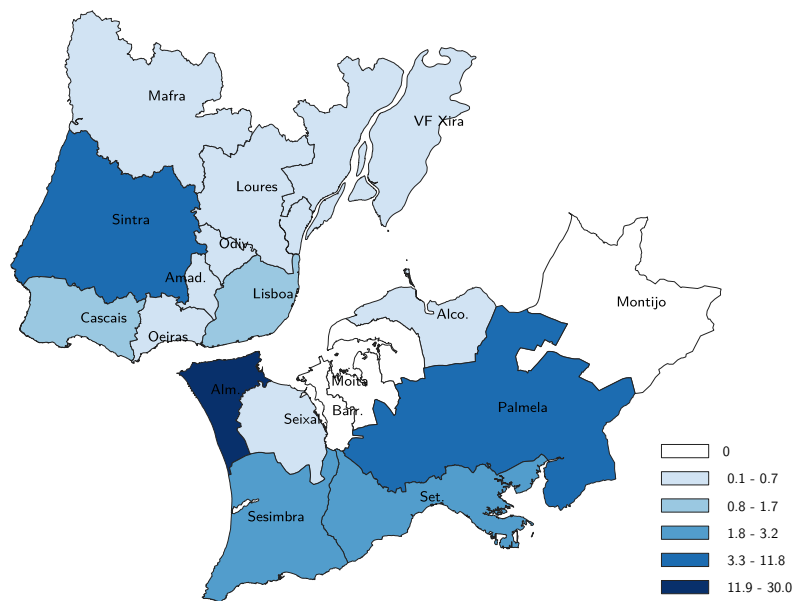 Mafra
VF Xira
Loures
Sintra
Odiv.
Amad.
Lisboa
Montijo
Cascais
Alco.
Oeiras
Moita
Alm.
Palmela
Barr.
Seixal
Set.
Sesimbra
0
0.1 - 0.7
0.8 - 1.7
1.8 - 3.2
3.3 - 11.8
11.9 - 30.0